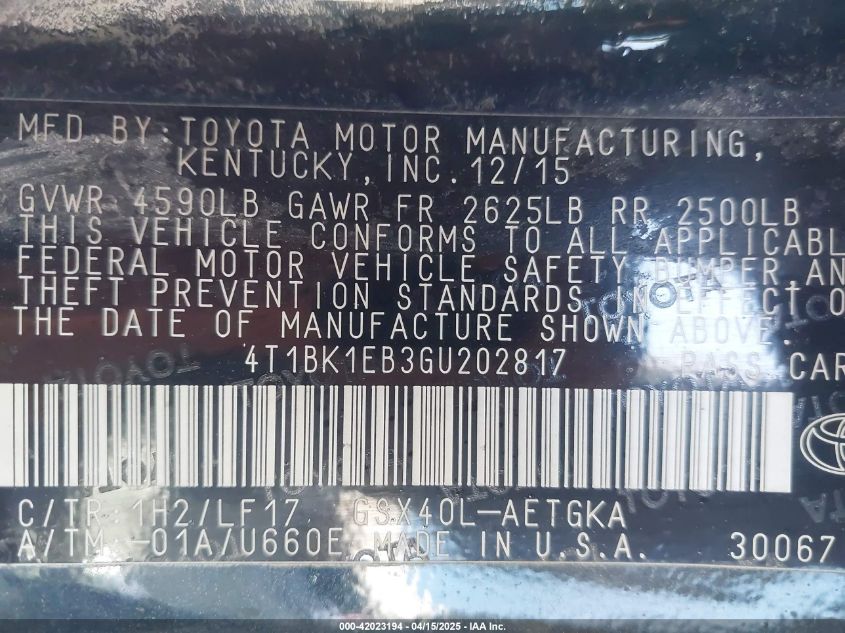 MFD.BY:TOYOTA MOTOR MANUFACTURING,
KENTUCKY,INC.12/15
GVWR 4590LB GAWR FR 2625LB RR 2500LB
THIS VEHICLE CONFORMS TO ALL APPLICABL
FEDERAL MOTOR VEHICLE SAFETY BUMPER AN
THEFT PREVENTION STANDARDS IN EFFECT O
THE DATE OF MANUFACTURE SHOWN ABOVE.
4T1BK1EB3GU202817 PASS CAR
C/TR 1H2/LF17 GSX40L-AETGKA
A/TM -01A/U660E MADE IN U.S.A. 30067
000-42023194 - 04/15/2025 - IAA Inc.